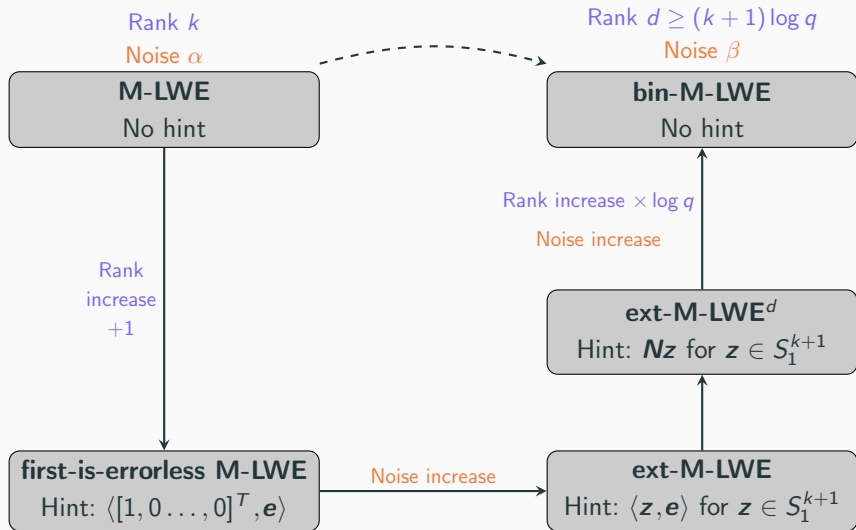 Rank k
Noise α
M-LWE
No hint
Rank d ≥ (k + 1) log q
Noise β
bin-M-LWE
No hint
Rank increase × log q
Noise increase
Rank
increase
+1
ext-M-LWE^d
Hint: Nz for z ∈ S_1^{k+1}
first-is-errorless M-LWE
Hint: ⟨[1, 0 . . . , 0]^T, e⟩
Noise increase
ext-M-LWE
Hint: ⟨z, e⟩ for z ∈ S_1^{k+1}